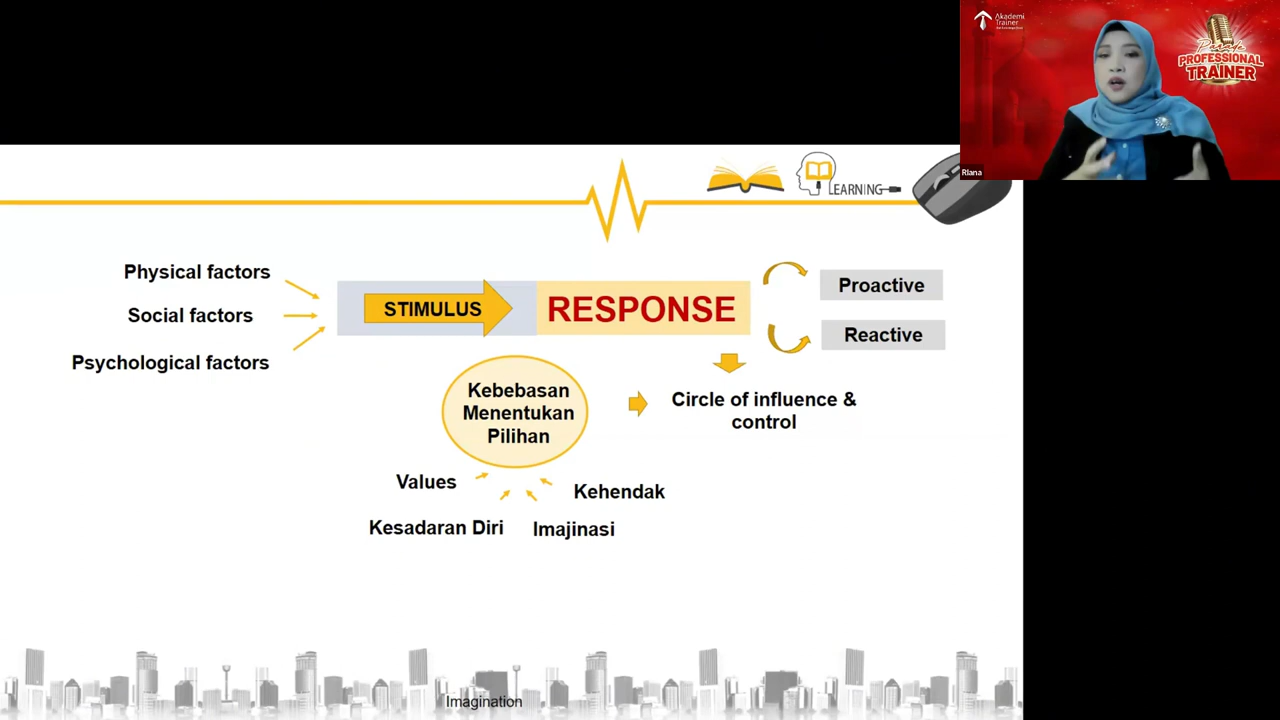 Akademi
Trainer
Parade
PROFESSIONAL
TRAINER
Riana
LEARNING
Physical factors
Social factors
Psychological factors
STIMULUS
RESPONSE
Proactive
Reactive
Kebebasan
Menentukan
Pilihan
Circle of influence &
control
Values
Kehendak
Kesadaran Diri
Imajinasi
Imagination